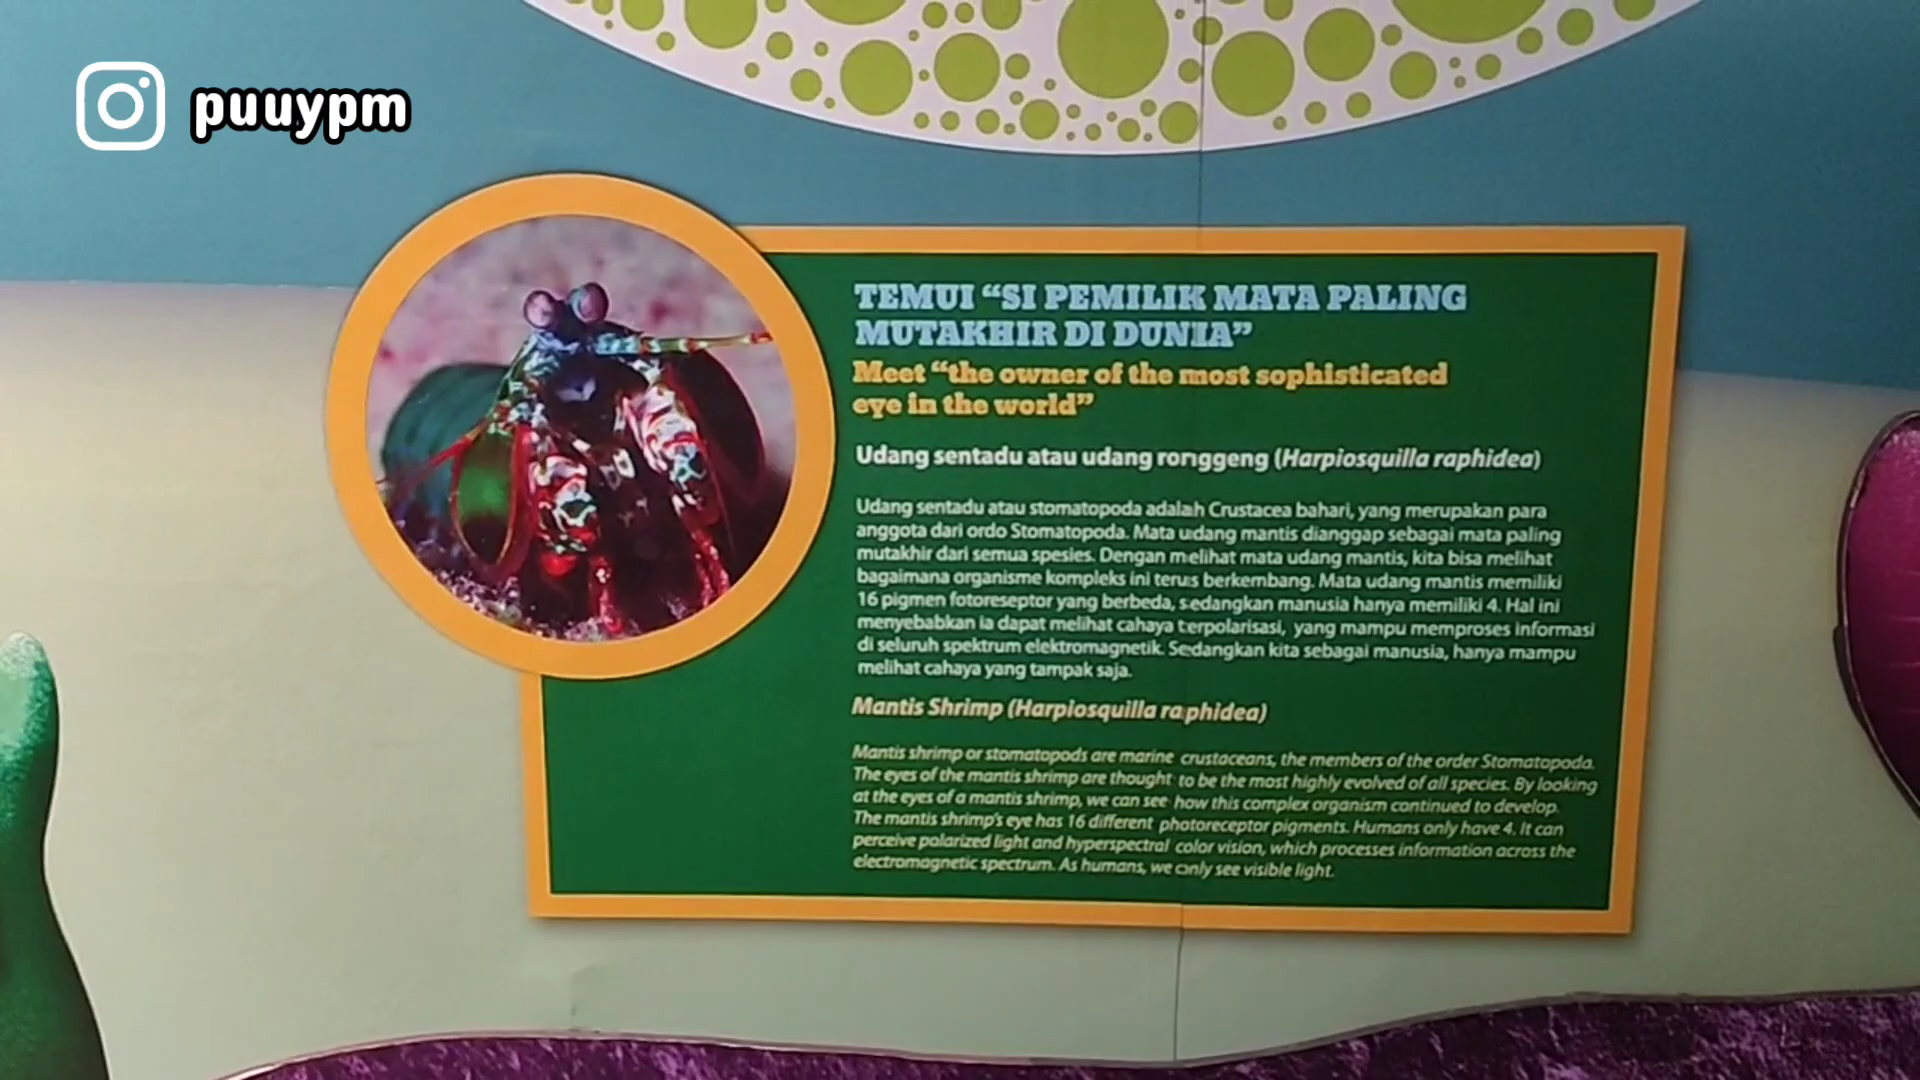 puuypm
TEMUI “SI PEMILIK MATA PALING
MUTAKHIR DI DUNIA”
Meet “the owner of the most sophisticated
eye in the world”
Udang sentadu atau udang ronggeng (Harpiosquilla raphidea)
Udang sentadu atau stomatopoda adalah Crustacea bahari, yang merupakan para
anggota dari ordo Stomatopoda. Mata udang mantis dianggap sebagai mata paling
mutakhir dari semua spesies. Dengan melihat mata udang mantis, kita bisa melihat
bagaimana organisme kompleks ini terus berkembang. Mata udang mantis memiliki
16 pigmen fotoreseptor yang berbeda, sedangkan manusia hanya memiliki 4. Hal ini
menyebabkan ia dapat melihat cahaya terpolarisasi, yang mampu memproses informasi
di seluruh spektrum elektromagnetik. Sedangkan kita sebagai manusia, hanya mampu
melihat cahaya yang tampak saja.
Mantis Shrimp (Harpiosquilla raphidea)
Mantis shrimp or stomatopods are marine crustaceans, the members of the order Stomatopoda.
The eyes of the mantis shrimp are thought to be the most highly evolved of all species. By looking
at the eyes of a mantis shrimp, we can see how this complex organism continued to develop.
The mantis shrimp's eye has 16 different photoreceptor pigments. Humans only have 4. It can
perceive polarized light and hyperspectral color vision, which processes information across the
electromagnetic spectrum. As humans, we only see visible light.